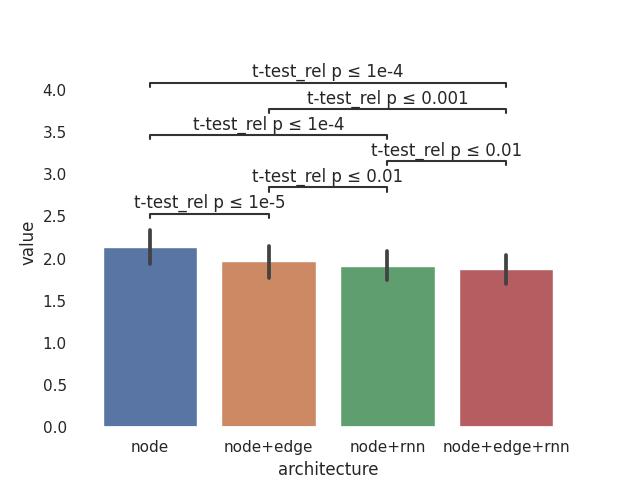 t-test_rel p ≤ 1e-4
t-test_rel p ≤ 0.001
t-test_rel p ≤ 1e-4
t-test_rel p ≤ 0.01
t-test_rel p ≤ 0.01
t-test_rel p ≤ 1e-5
4.0
3.5
3.0
2.5
2.0
1.5
1.0
0.5
0.0
value
node node+edge node+rnn node+edge+rnn
architecture